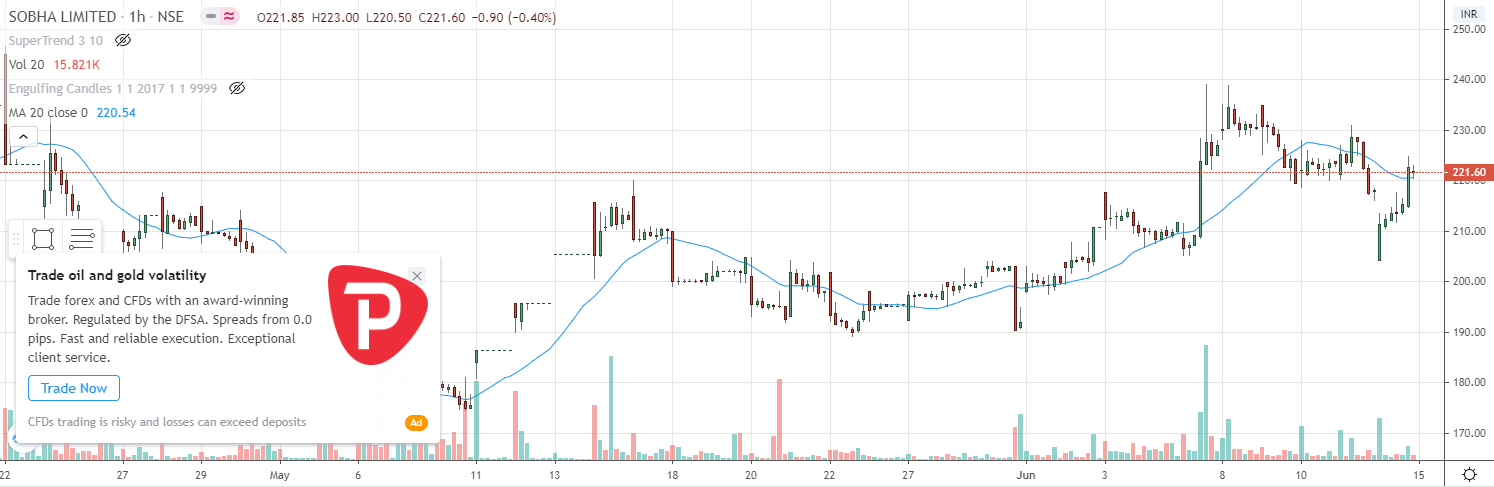 SOBHA LIMITED · 1h · NSE O221.85 H223.00 L220.50 C221.60 −0.90 (−0.40%)
INR
SuperTrend 3 10
250.00
Vol 20 15.821K
Engulfing Candles 1 1 2017 1 1 9999
240.00
MA 20 close 0 220.54
230.00
221.60
220.00
210.00
Trade oil and gold volatility
200.00
Trade forex and CFDs with an award-winning
broker. Regulated by the DFSA. Spreads from 0.0
pips. Fast and reliable execution. Exceptional
client service.
P
190.00
Trade Now
180.00
CFDs trading is risky and losses can exceed deposits
Ad
170.00
22 27 29 May 6 11 13 18 20 22 27 Jun 3 8 10 15